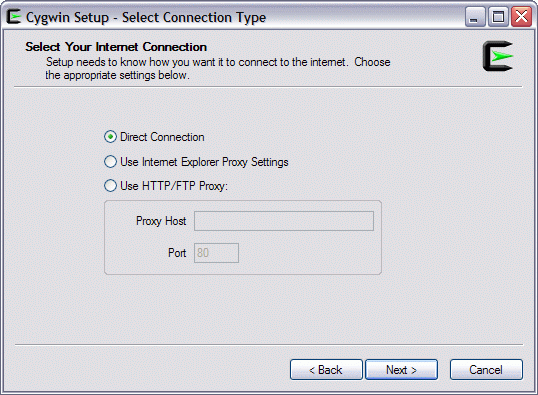 Cygwin Setup - Select Connection Type
Select Your Internet Connection
Setup needs to know how you want it to connect to the internet. Choose
the appropriate settings below.
Direct Connection
Use Internet Explorer Proxy Settings
Use HTTP/FTP Proxy:
Proxy Host
Port 80
< Back Next > Cancel